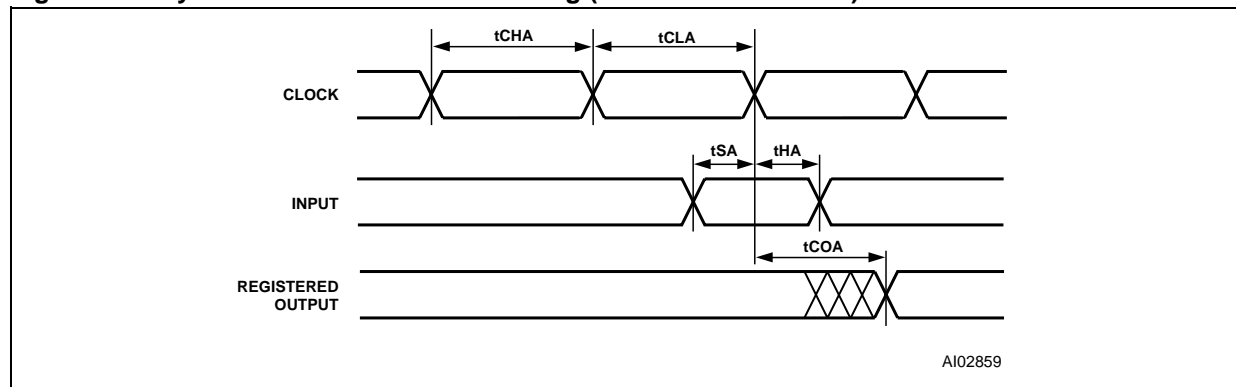 tCHA tCLA
CLOCK
tSA tHA
INPUT
tCOA
REGISTERED
OUTPUT
AI02859